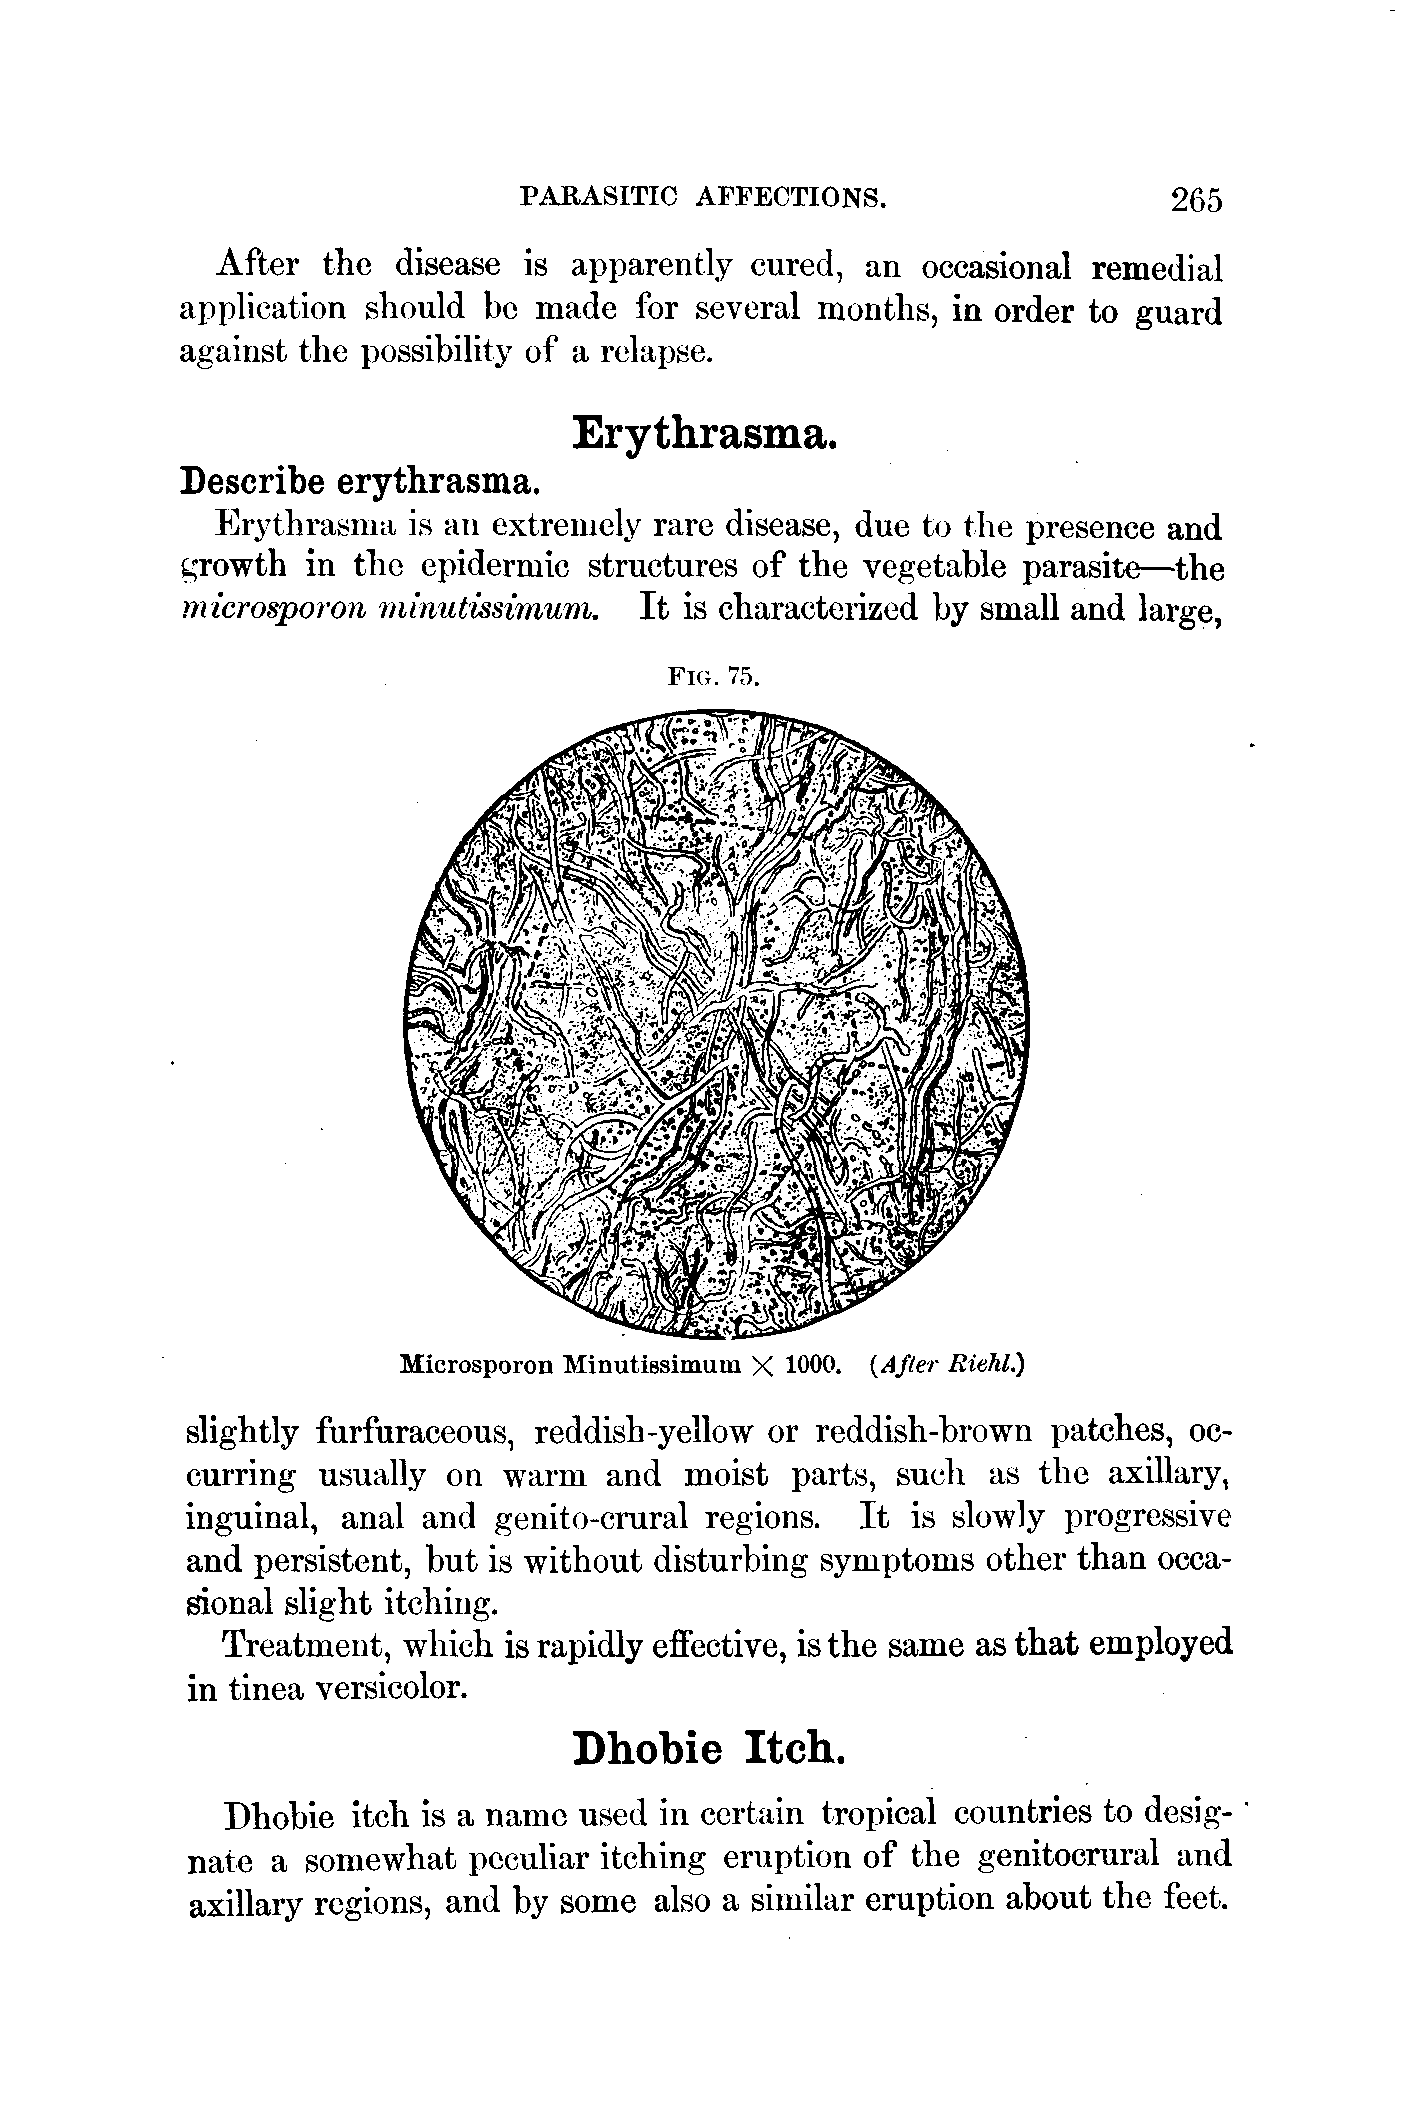 PARASITIC AFFECTIONS. 265
After the disease is apparently cured, an occasional remedial
application should be made for several months, in order to guard
against the possibility of a relapse.
Erythrasma.
Describe erythrasma.
Erythrasma is an extremely rare disease, due to the presence and
growth in the epidermic structures of the vegetable parasite—the
microsporon minutissimum. It is characterized by small and large,
FIG. 75.
Microsporon Minutissimum × 1000. (After Riehl.)
slightly furfuraceous, reddish-yellow or reddish-brown patches, oc-
curring usually on warm and moist parts, such as the axillary,
inguinal, anal and genito-crural regions. It is slowly progressive
and persistent, but is without disturbing symptoms other than occa-
sional slight itching.
Treatment, which is rapidly effective, is the same as that employed
in tinea versicolor.
Dhobie Itch.
Dhobie itch is a name used in certain tropical countries to desig-
nate a somewhat peculiar itching eruption of the genitocrural and
axillary regions, and by some also a similar eruption about the feet.